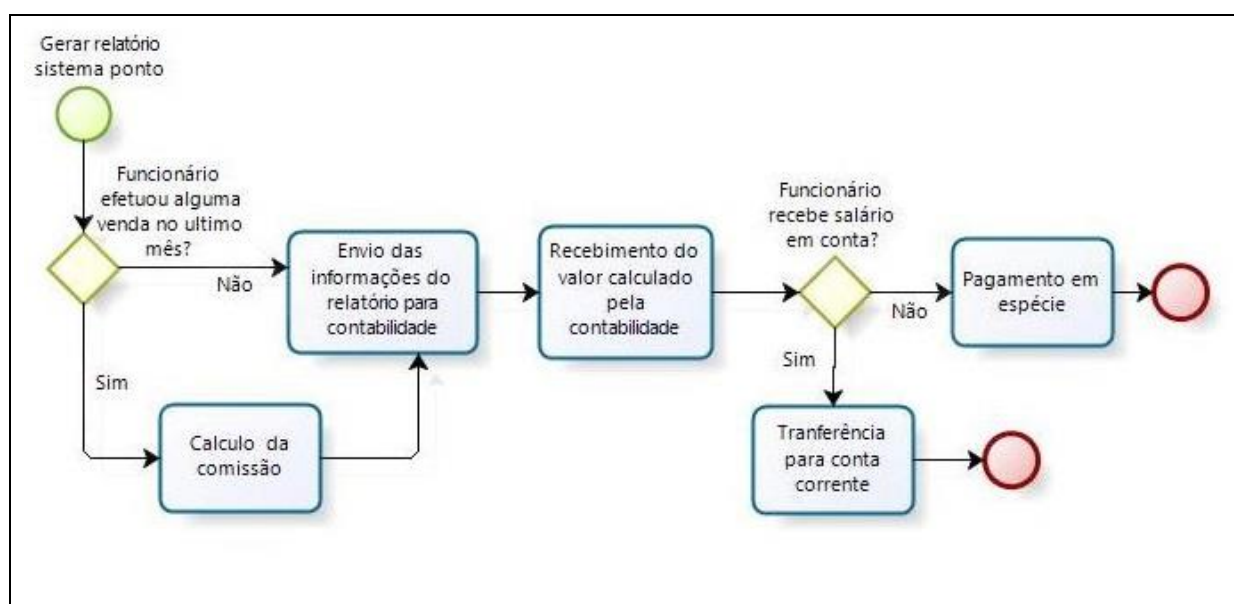 Gerar relatório
sistema ponto
Funcionário
efetuou alguma
venda no ultimo
mês?
Não
Sim
Calculo da
comissão
Envio das
informações do
relatório para
contabilidade
Recebimento do
valor calculado
pela
contabilidade
Funcionário
recebe salário
em conta?
Não
Sim
Pagamento em
espécie
Tranferência
para conta
corrente